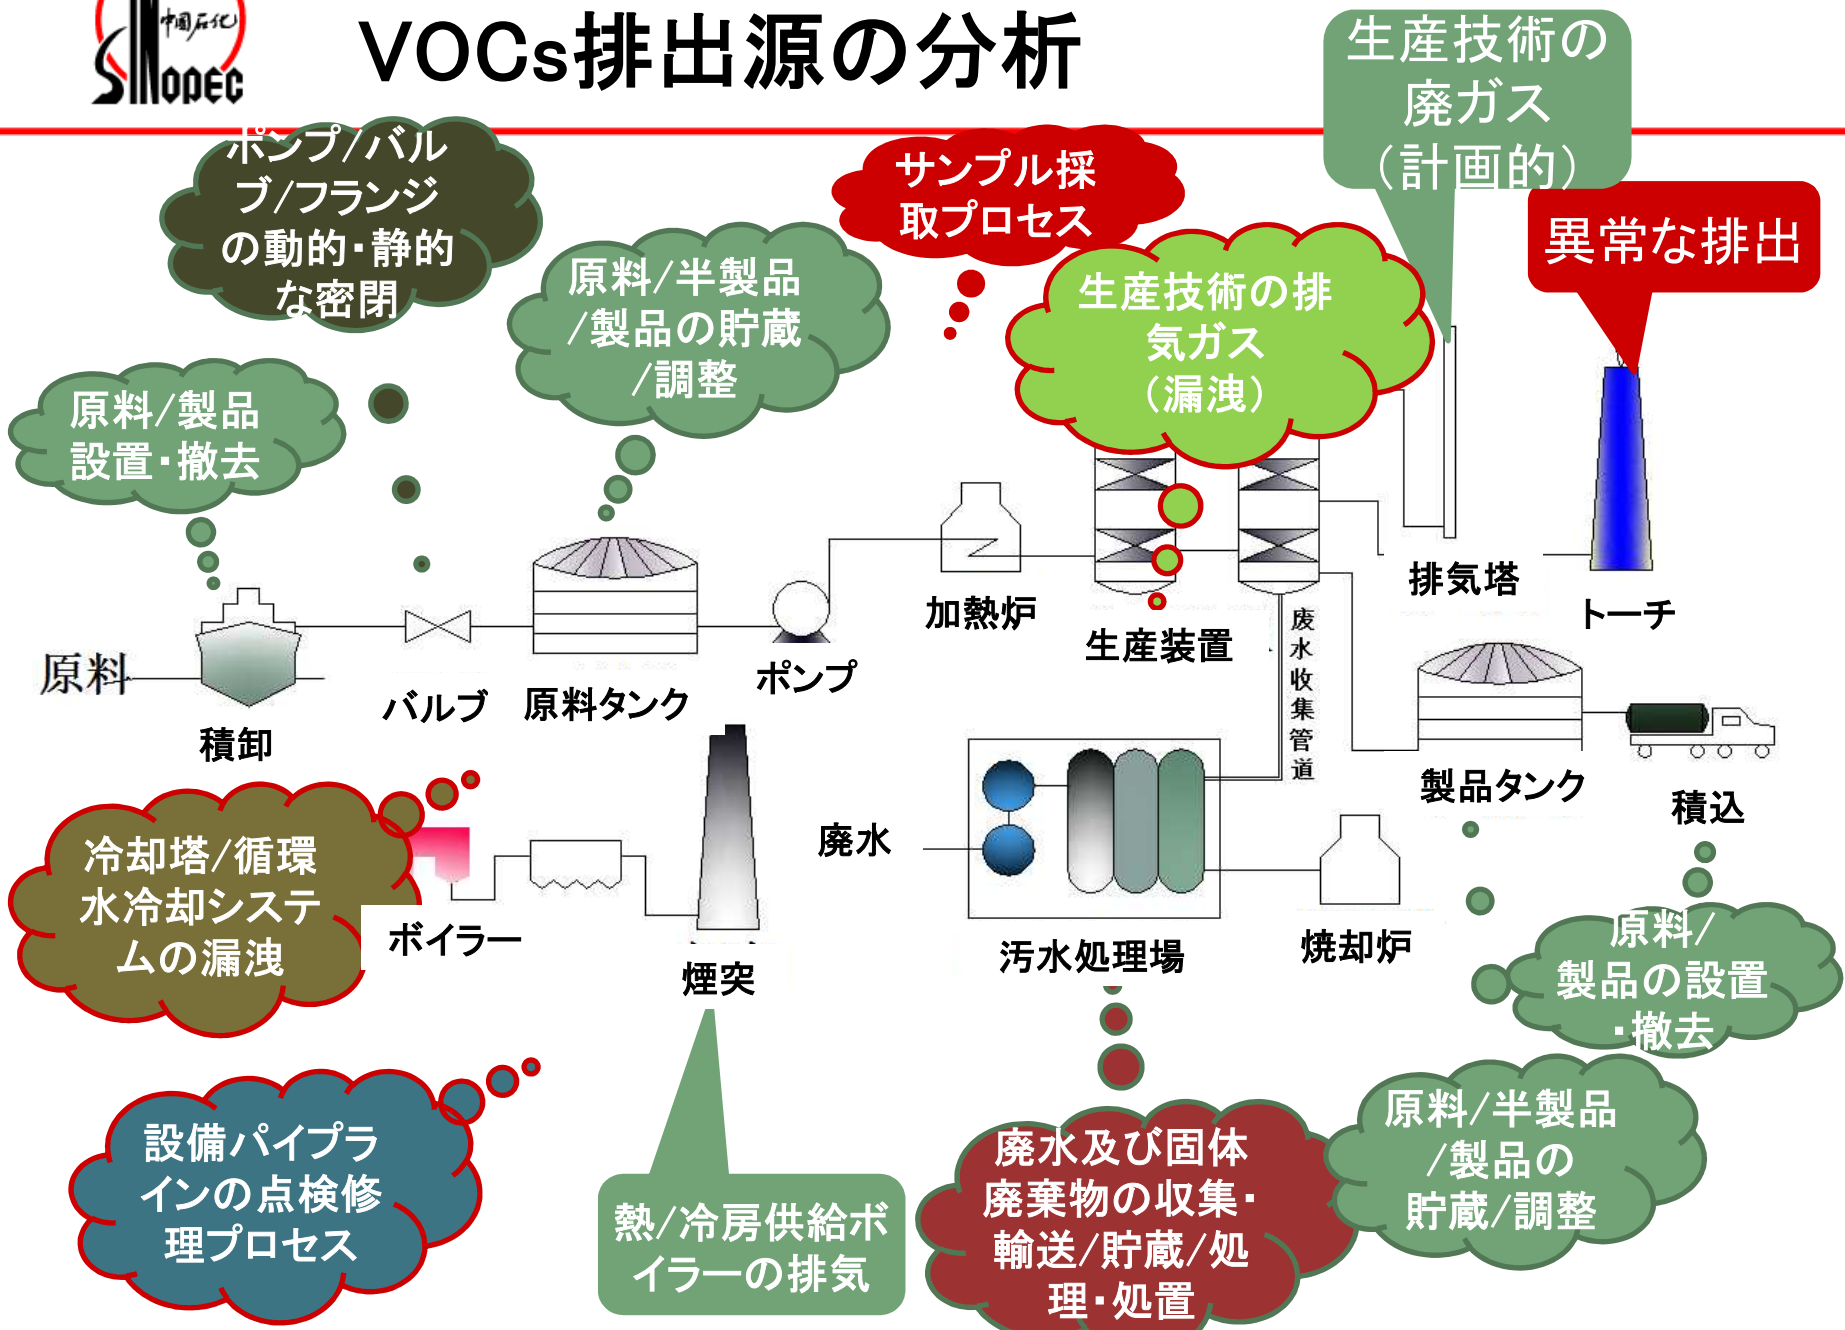 中国石化
SINOPEC
VOCs排出源の分析
生産技術の
廃ガス
（計画的）
ポンプ/バル
ブ/フランジ
の動的・静的
な密閉
サンプル採
取プロセス
異常な排出
原料/半製品
/製品の貯蔵
/調整
生産技術の排
気ガス
（漏洩）
原料/製品
設置・撤去
排気塔
トーチ
加熱炉
生産装置
废水收集管道
原料
ポンプ
バルブ
原料タンク
積卸
製品タンク
積込
冷却塔/循環
水冷却システ
ムの漏洩
廃水
ボイラー
煙突
汚水処理場
焼却炉
原料/
製品の設置
・撤去
設備パイプラ
インの点検修
理プロセス
熱/冷房供給ボ
イラーの排気
廃水及び固体
廃棄物の収集・
輸送/貯蔵/処
理・処置
原料/半製品
/製品の
貯蔵/調整